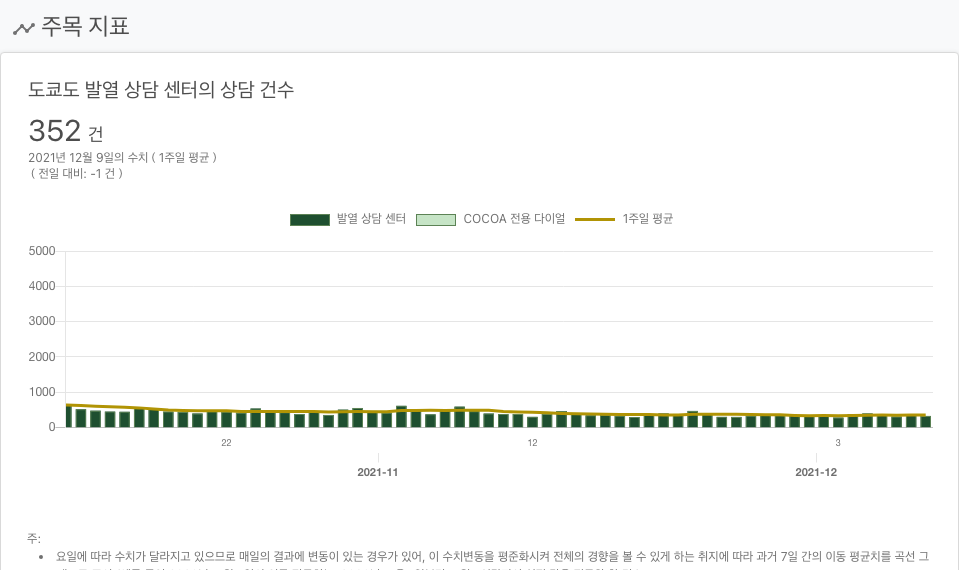 주목 지표
도쿄도 발열 상담 센터의 상담 건수
352 건
2021년 12월 9일의 수치 ( 1주일 평균 )
( 전일 대비: -1 건 )
발열 상담 센터 COCOA 전용 다이얼 1주일 평균
5000
4000
3000
2000
1000
0
22 12 3
2021-11 2021-12
주:
• 요일에 따라 수치가 달라지고 있으므로 매일의 결과에 변동이 있는 경우가 있어, 이 수치변동을 평준화시켜 전체의 경향을 볼 수 있게 하는 취지에 따라 과거 7일 간의 이동 평균치를 곡선 그